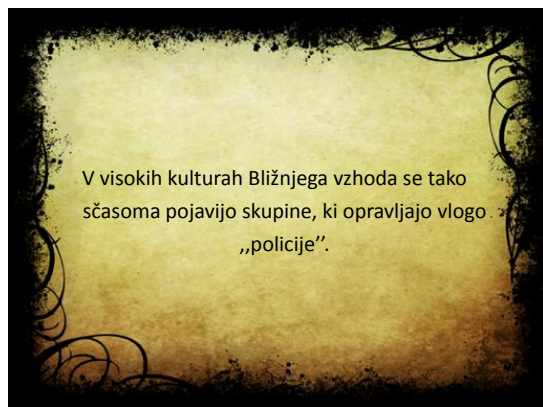 V visokih kulturah Bližnjega vzhoda se tako
sčasoma pojavijo skupine, ki opravljajo vlogo
,,policije’’.